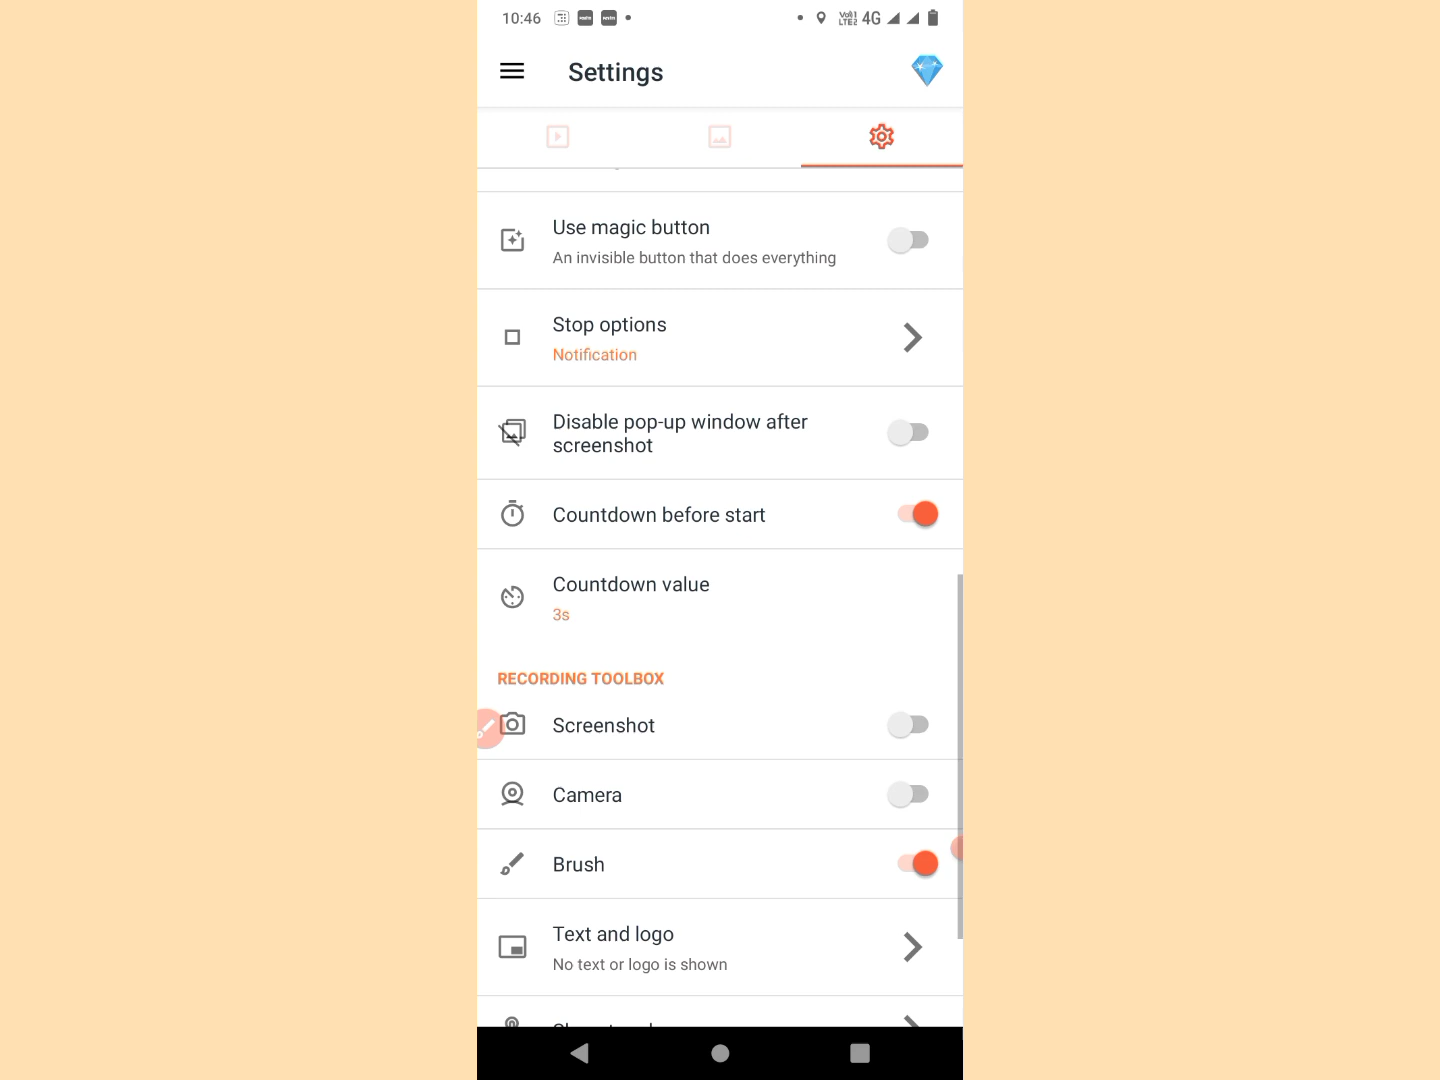 10:46
4G
Settings
Use magic button
An invisible button that does everything
Stop options
Notification
Disable pop-up window after
screenshot
Countdown before start
Countdown value
3s
RECORDING TOOLBOX
Screenshot
Camera
Brush
Text and logo
No text or logo is shown